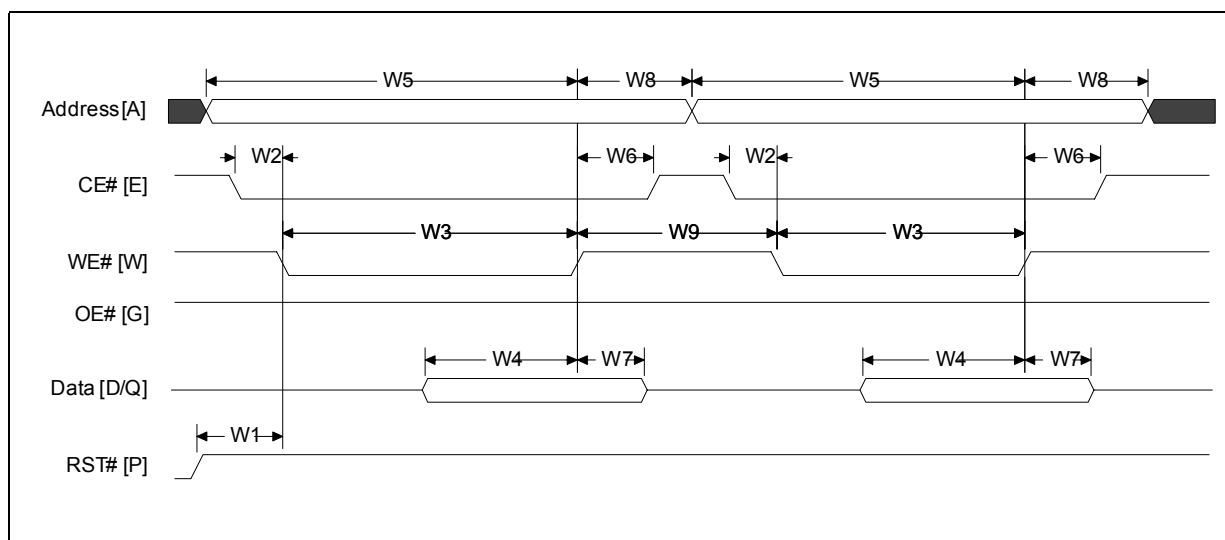 W5 W8 W5 W8
Address [A]
W2 W6 W2 W6
CE# [E]
W3 W9 W3
WE# [W]
OE# [G]
W4 W7 W4 W7
Data [D/Q]
W1
RST# [P]